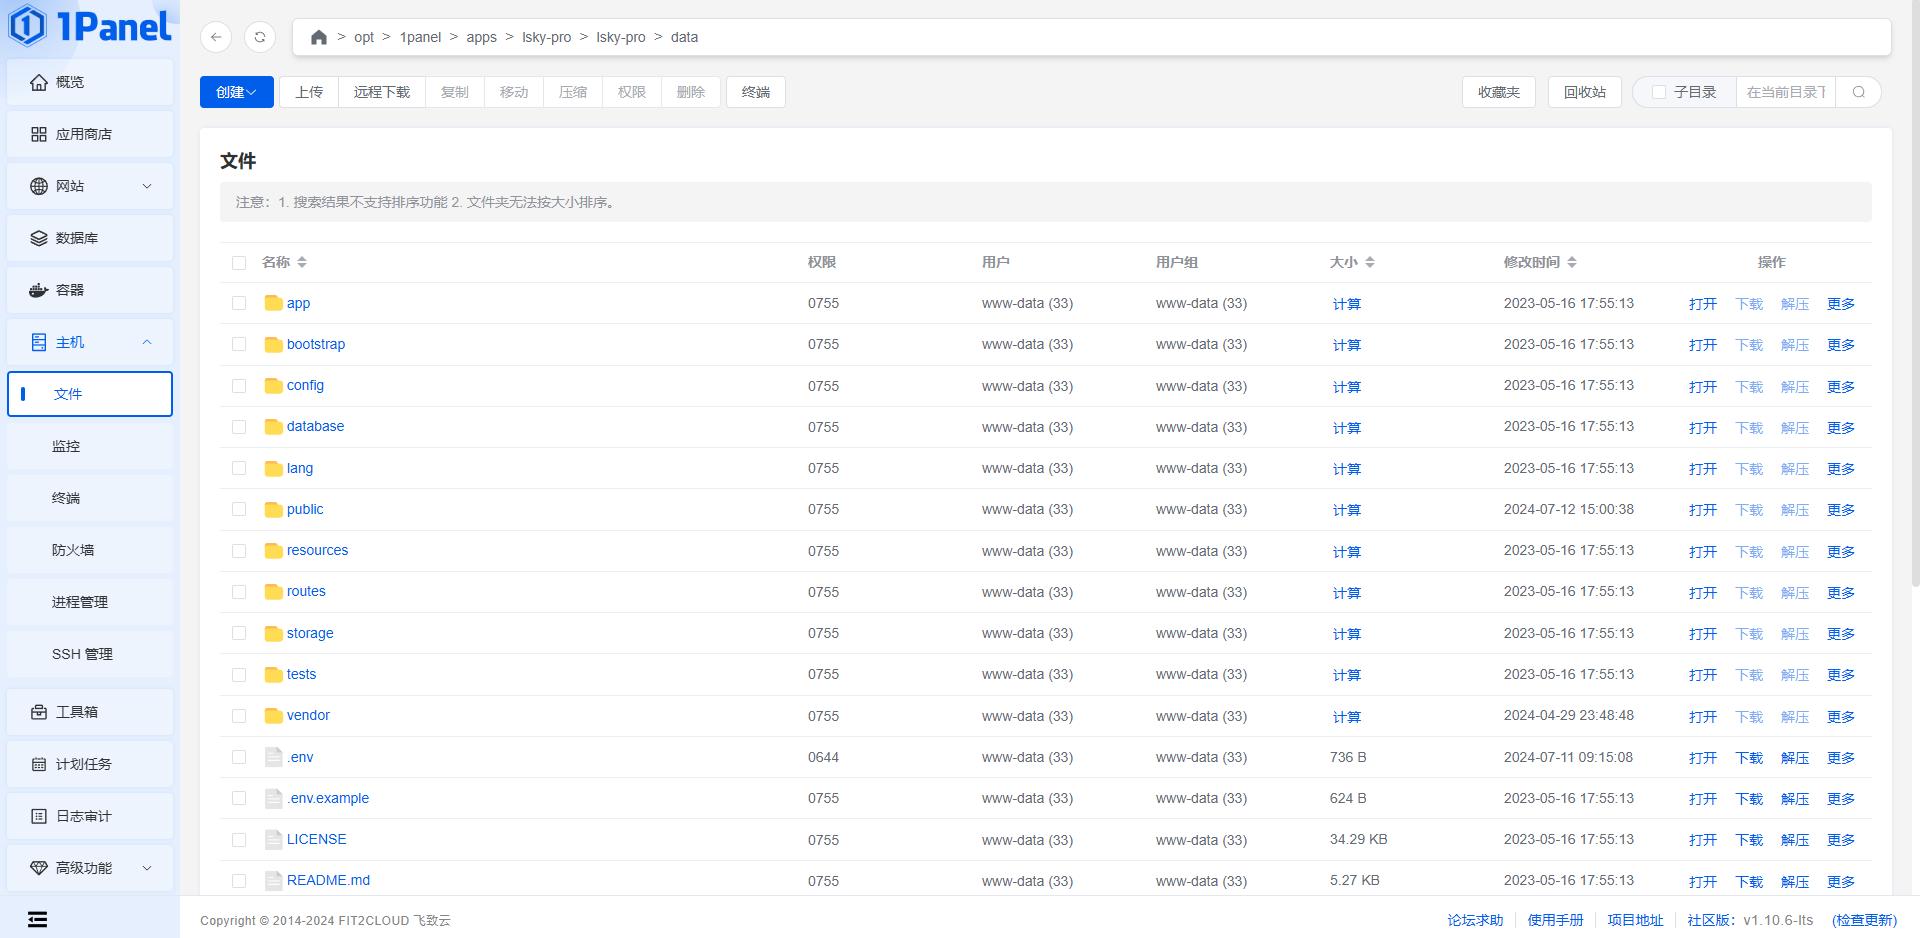 1Panel
> opt > 1panel > apps > lsky-pro > lsky-pro > data
概览
应用商店
网站
数据库
容器
主机
文件
监控
终端
防火墙
进程管理
SSH 管理
工具箱
计划任务
日志审计
高级功能
创建 上传 远程下载 复制 移动 压缩 权限 删除 终端 收藏夹 回收站 子目录 在当前目录下
文件
注意：1. 搜索结果不支持排序功能 2. 文件夹无法按大小排序。
名称 权限 用户 用户组 大小 修改时间 操作
app 0755 www-data (33) www-data (33) 计算 2023-05-16 17:55:13 打开 下载 解压 更多
bootstrap 0755 www-data (33) www-data (33) 计算 2023-05-16 17:55:13 打开 下载 解压 更多
config 0755 www-data (33) www-data (33) 计算 2023-05-16 17:55:13 打开 下载 解压 更多
database 0755 www-data (33) www-data (33) 计算 2023-05-16 17:55:13 打开 下载 解压 更多
lang 0755 www-data (33) www-data (33) 计算 2023-05-16 17:55:13 打开 下载 解压 更多
public 0755 www-data (33) www-data (33) 计算 2024-07-12 15:00:38 打开 下载 解压 更多
resources 0755 www-data (33) www-data (33) 计算 2023-05-16 17:55:13 打开 下载 解压 更多
routes 0755 www-data (33) www-data (33) 计算 2023-05-16 17:55:13 打开 下载 解压 更多
storage 0755 www-data (33) www-data (33) 计算 2023-05-16 17:55:13 打开 下载 解压 更多
tests 0755 www-data (33) www-data (33) 计算 2023-05-16 17:55:13 打开 下载 解压 更多
vendor 0755 www-data (33) www-data (33) 计算 2024-04-29 23:48:48 打开 下载 解压 更多
.env 0644 www-data (33) www-data (33) 736 B 2024-07-11 09:15:08 打开 下载 解压 更多
.env.example 0755 www-data (33) www-data (33) 624 B 2023-05-16 17:55:13 打开 下载 解压 更多
LICENSE 0755 www-data (33) www-data (33) 34.29 KB 2023-05-16 17:55:13 打开 下载 解压 更多
README.md 0755 www-data (33) www-data (33) 5.27 KB 2023-05-16 17:55:13 打开 下载 解压 更多
Copyright © 2014-2024 FIT2CLOUD 飞致云 论坛求助 使用手册 项目地址 社区版：v1.10.6-lts (检查更新)